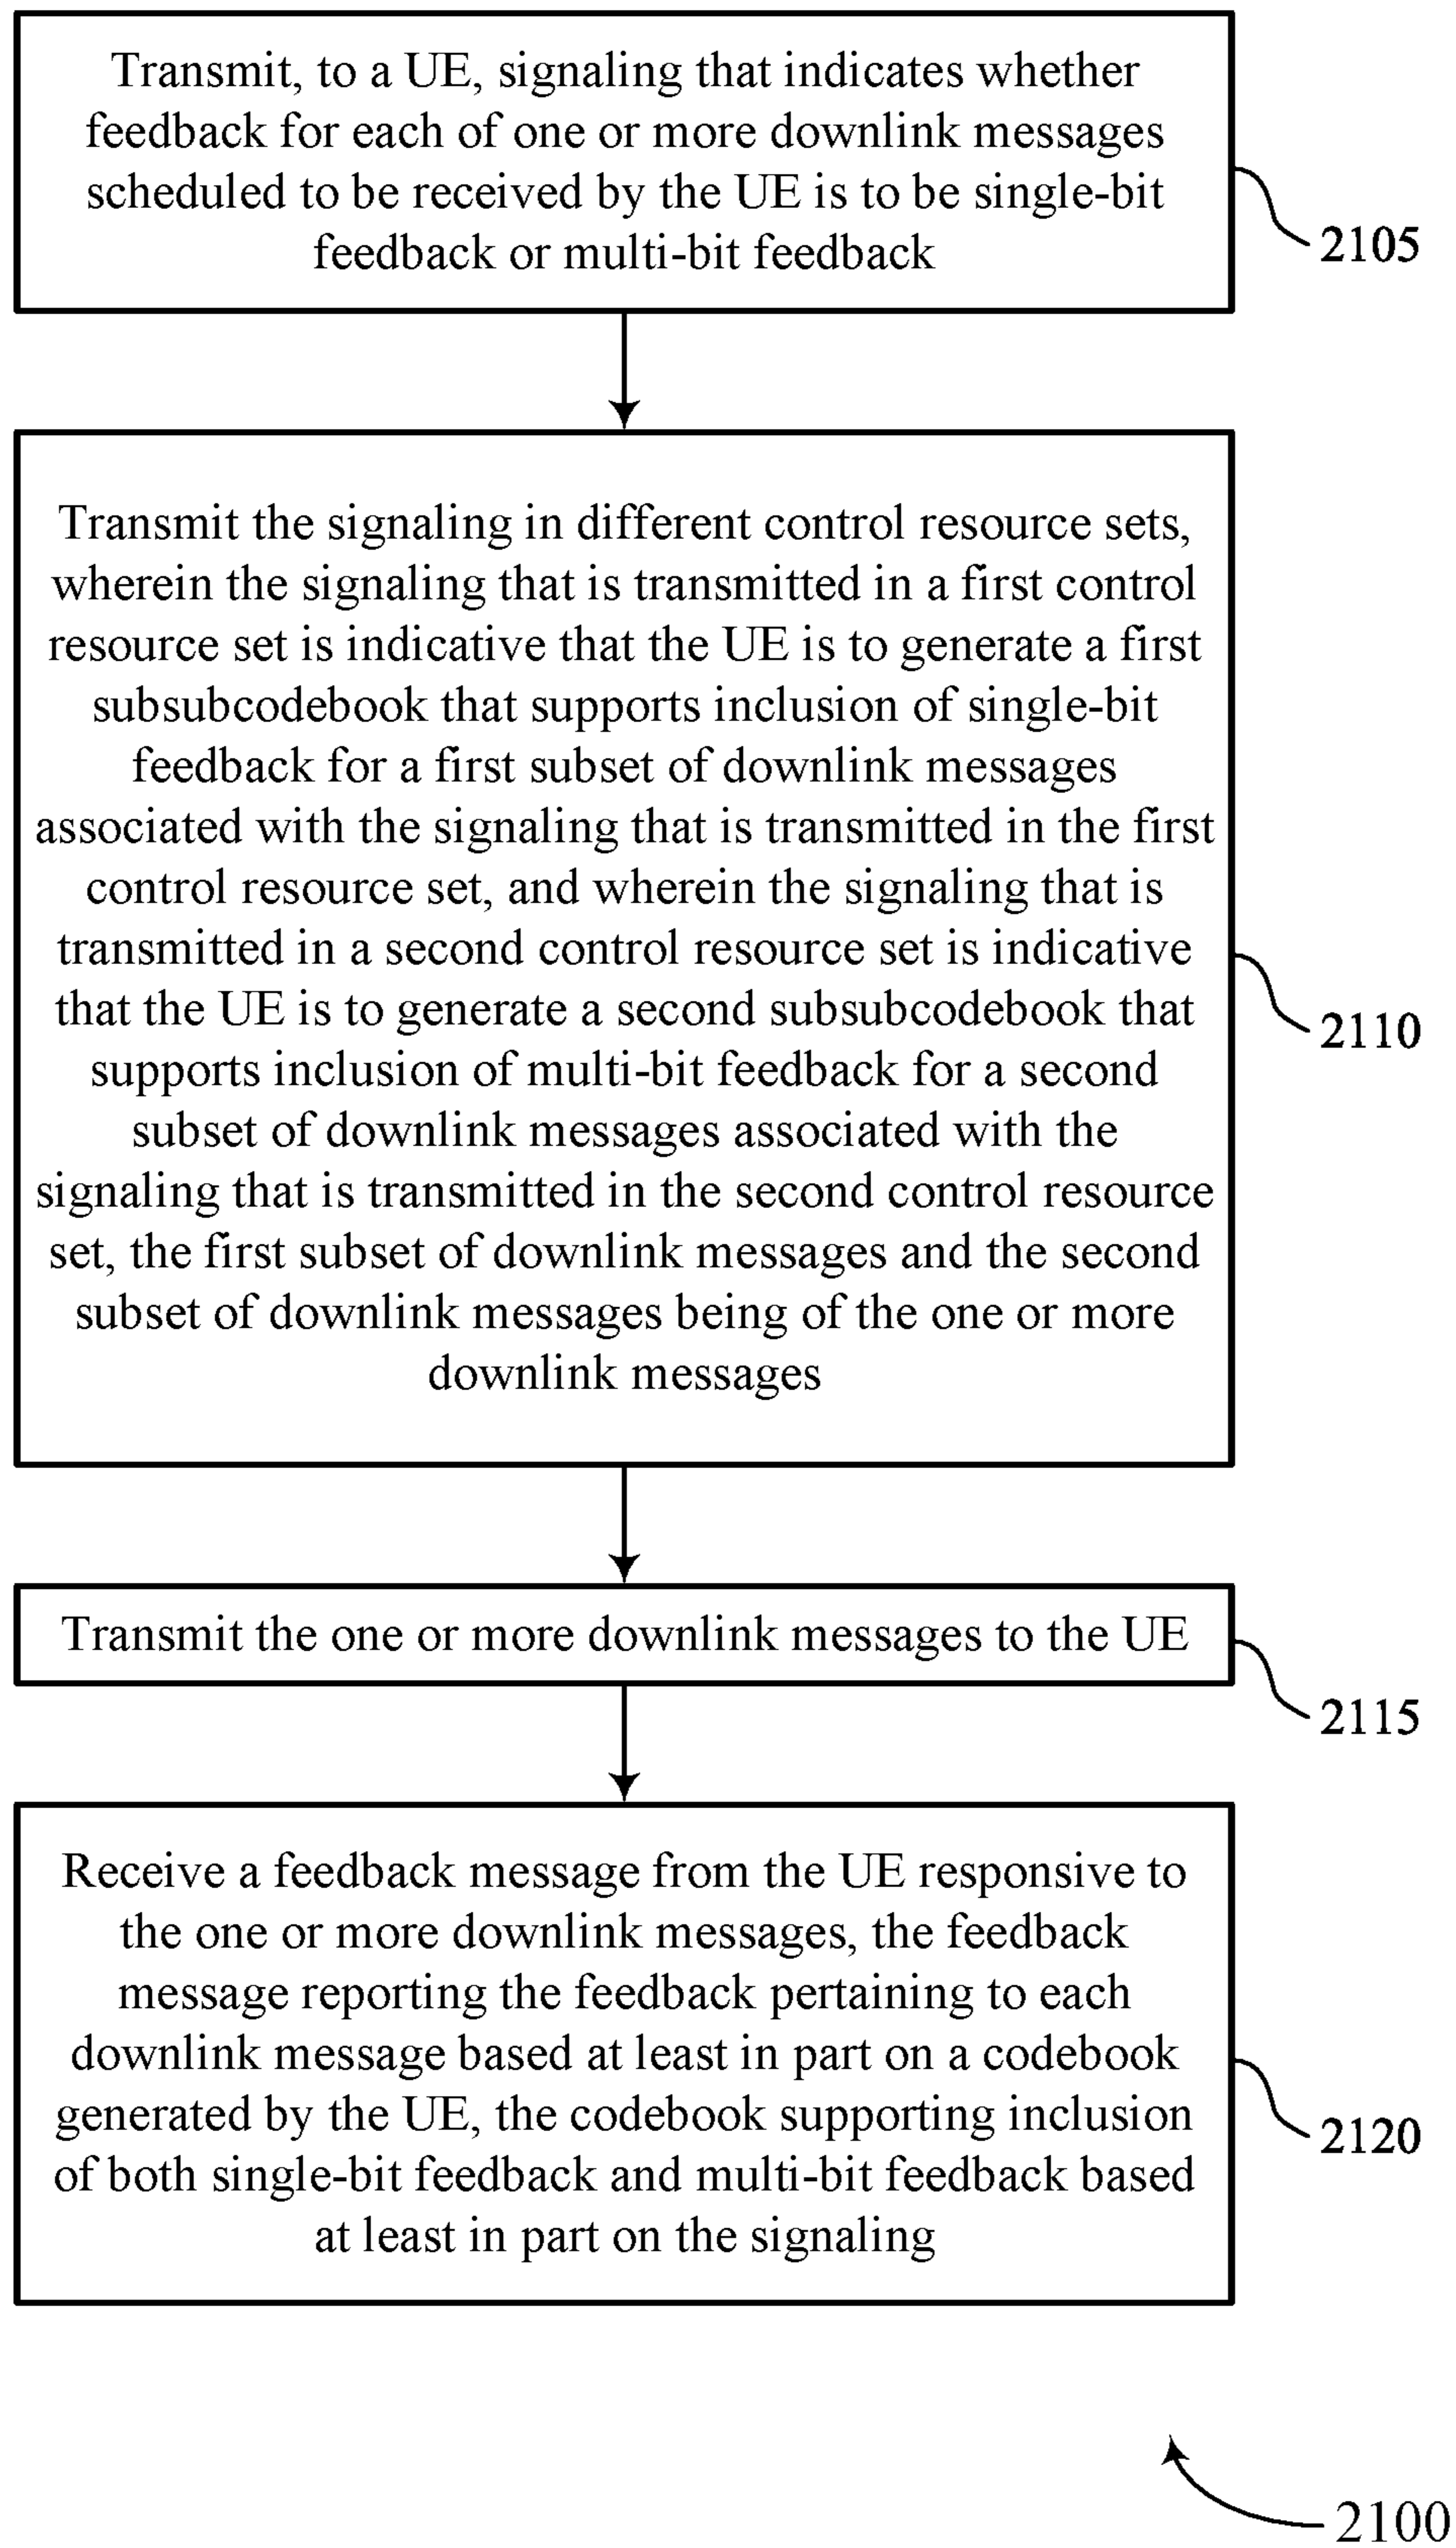 Transmit, to a UE, signaling that indicates whether
feedback for each of one or more downlink messages
scheduled to be received by the UE is to be single-bit
feedback or multi-bit feedback
2105
Transmit the signaling in different control resource sets,
wherein the signaling that is transmitted in a first control
resource set is indicative that the UE is to generate a first
subsubcodebook that supports inclusion of single-bit
feedback for a first subset of downlink messages
associated with the signaling that is transmitted in the first
control resource set, and wherein the signaling that is
transmitted in a second control resource set is indicative
that the UE is to generate a second subsubcodebook that
supports inclusion of multi-bit feedback for a second
subset of downlink messages associated with the
signaling that is transmitted in the second control resource
set, the first subset of downlink messages and the second
subset of downlink messages being of the one or more
downlink messages
2110
Transmit the one or more downlink messages to the UE
2115
Receive a feedback message from the UE responsive to
the one or more downlink messages, the feedback
message reporting the feedback pertaining to each
downlink message based at least in part on a codebook
generated by the UE, the codebook supporting inclusion
of both single-bit feedback and multi-bit feedback based
at least in part on the signaling
2120
2100